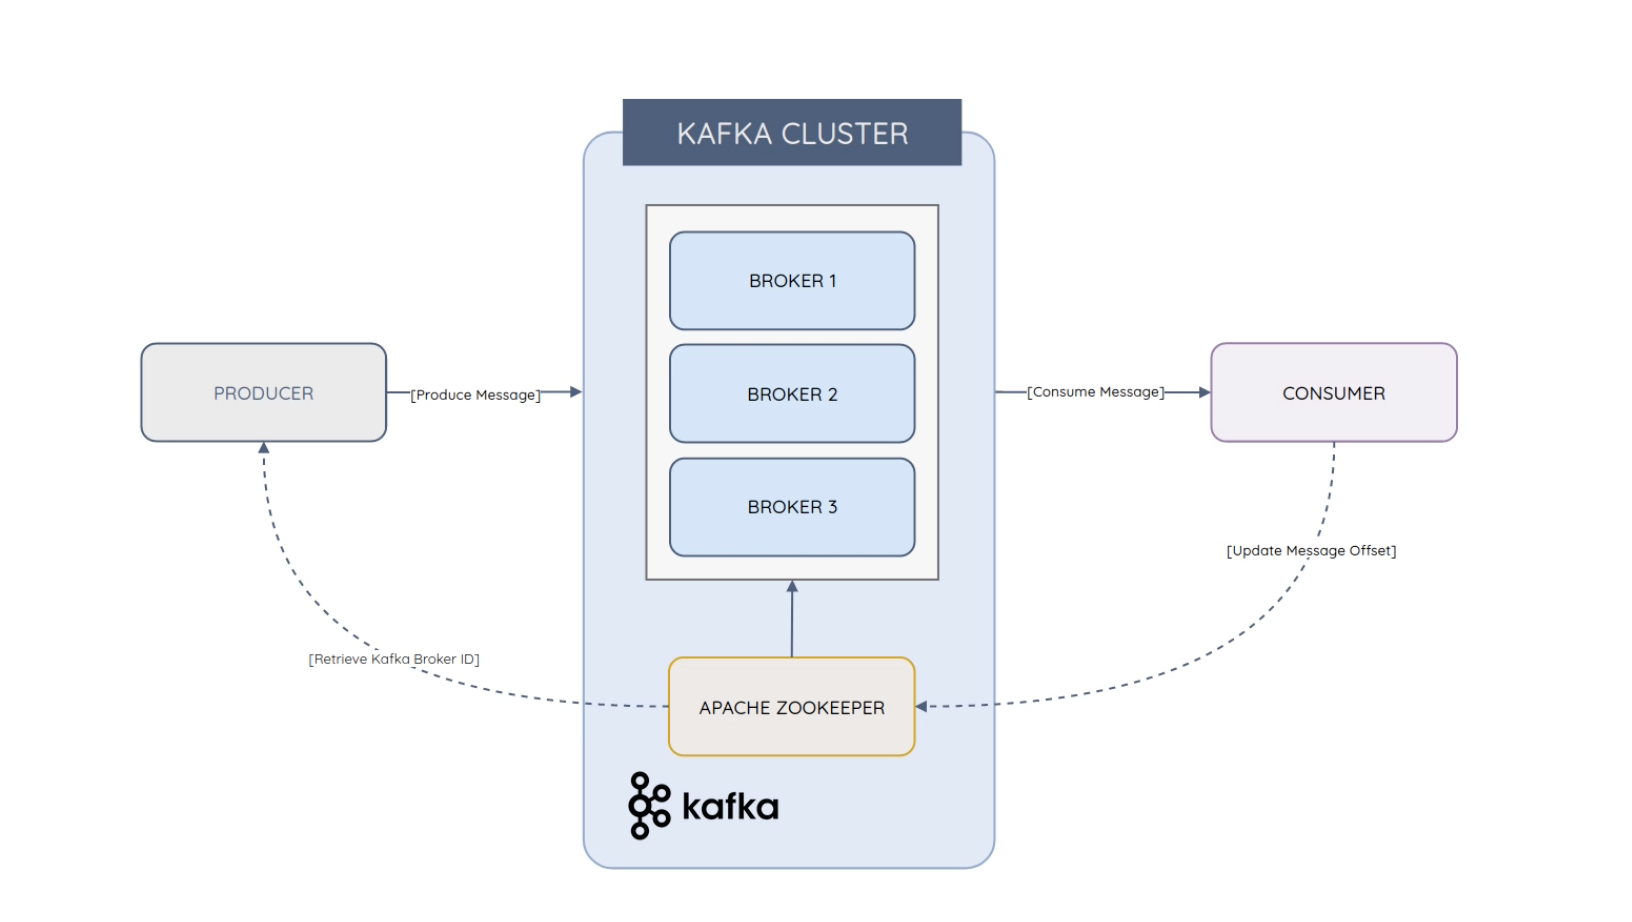 KAFKA CLUSTER
BROKER 1
BROKER 2
BROKER 3
PRODUCER
[Produce Message]
[Consume Message]
CONSUMER
[Update Message Offset]
[Retrieve Kafka Broker ID]
APACHE ZOOKEEPER
kafka